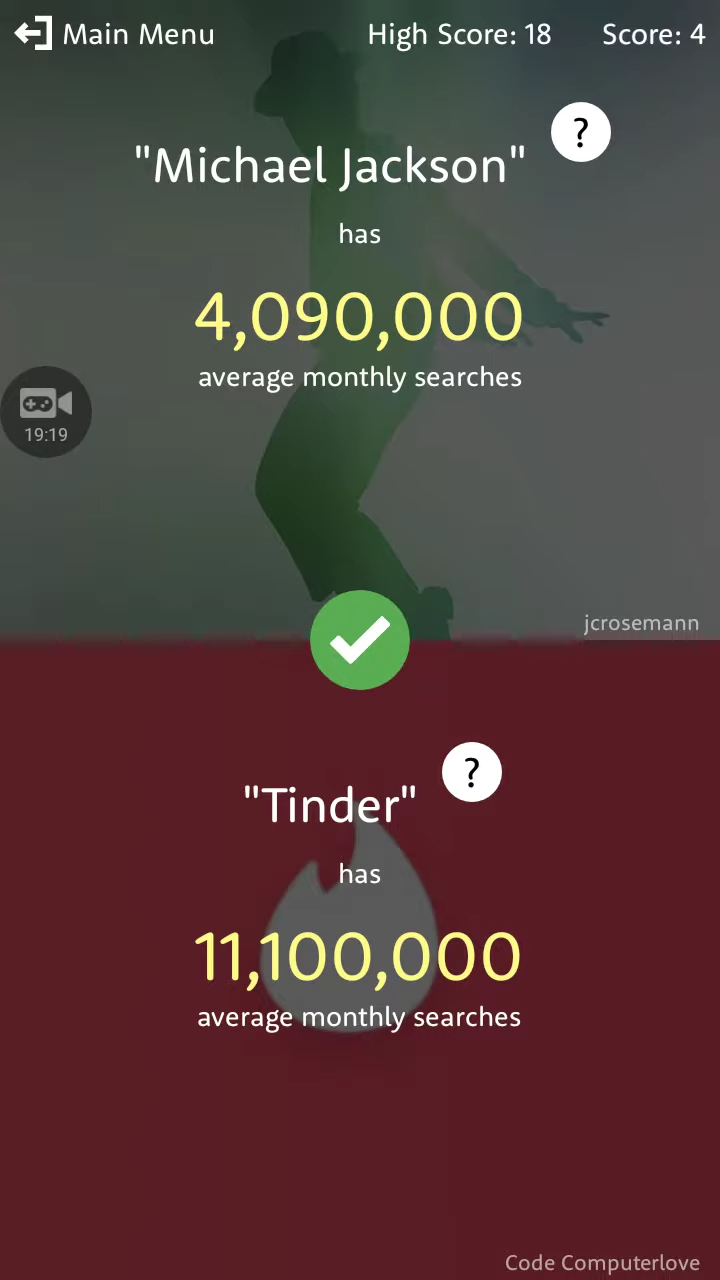 Main Menu High Score: 18 Score: 4
?
"Michael Jackson"
has
4,090,000
average monthly searches
19:19
jcrosemann
?
"Tinder"
has
11,100,000
average monthly searches
Code Computerlove